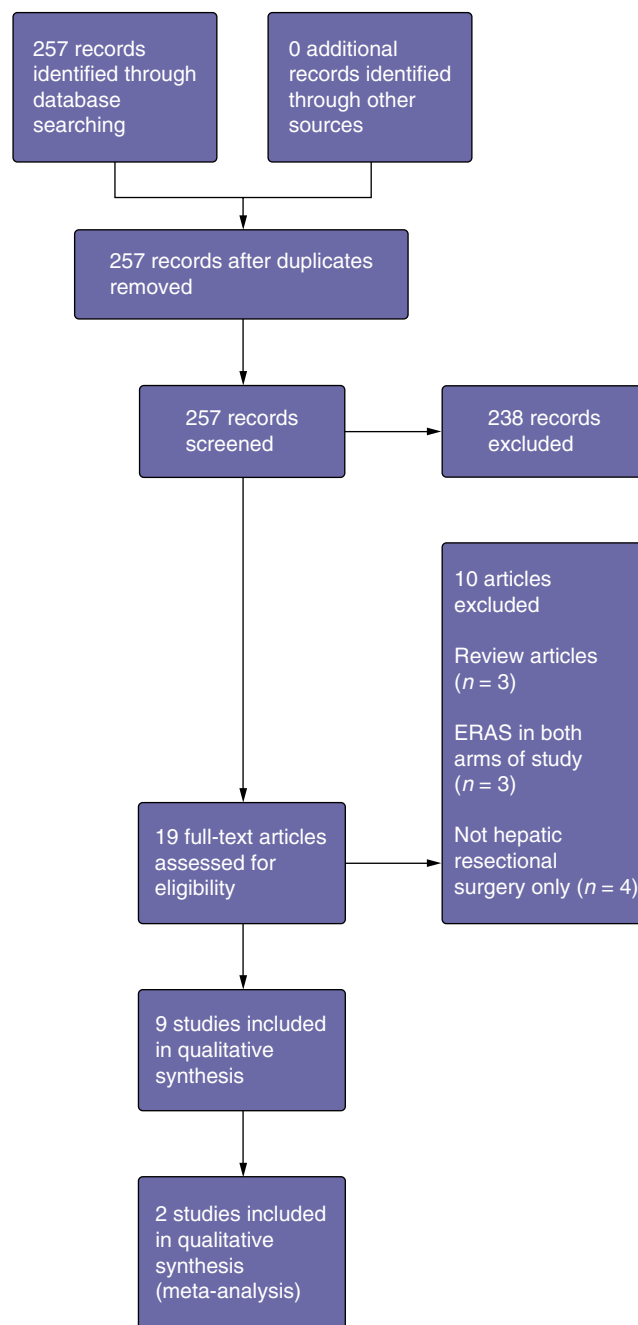 257 records
identified through
database
searching
0 additional
records identified
through other
sources
257 records after duplicates
removed
257 records
screened
238 records
excluded
10 articles
excluded
Review articles
(n = 3)
ERAS in both
arms of study
(n = 3)
Not hepatic
resectional
surgery only (n = 4)
19 full-text articles
assessed for
eligibility
9 studies included
in qualitative
synthesis
2 studies included
in qualitative
synthesis
(meta-analysis)